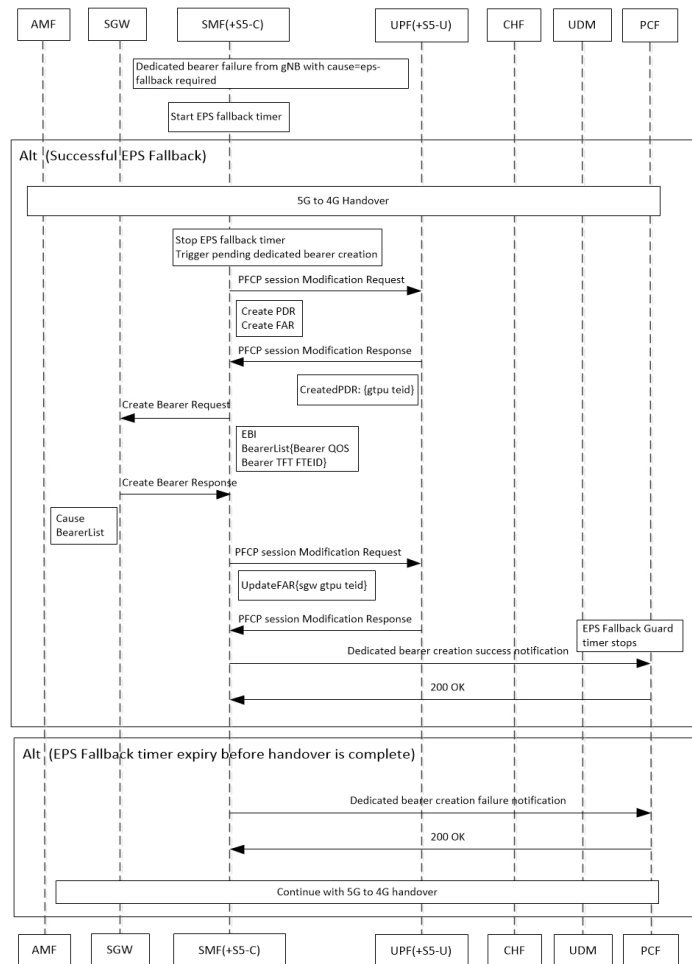 AMF SGW SMF(+S5-C) UPF(+S5-U) CHF UDM PCF
Dedicated bearer failure from gNB with cause=eps-
fallback required
Start EPS fallback timer
Alt (Successful EPS Fallback)
5G to 4G Handover
Stop EPS fallback timer
Trigger pending dedicated bearer creation
PFCP session Modification Request
Create PDR
Create FAR
PFCP session Modification Response
CreatedPDR: {gtpu teid}
Create Bearer Request
EBI
BearerList{Bearer QOS
Bearer TFT FTEID}
Create Bearer Response
Cause
BearerList
PFCP session Modification Request
UpdateFAR{sgw gtpu teid}
PFCP session Modification Response
EPS Fallback Guard
timer stops
Dedicated bearer creation success notification
200 OK
Alt (EPS Fallback timer expiry before handover is complete)
Dedicated bearer creation failure notification
200 OK
Continue with 5G to 4G handover
AMF SGW SMF(+S5-C) UPF(+S5-U) CHF UDM PCF